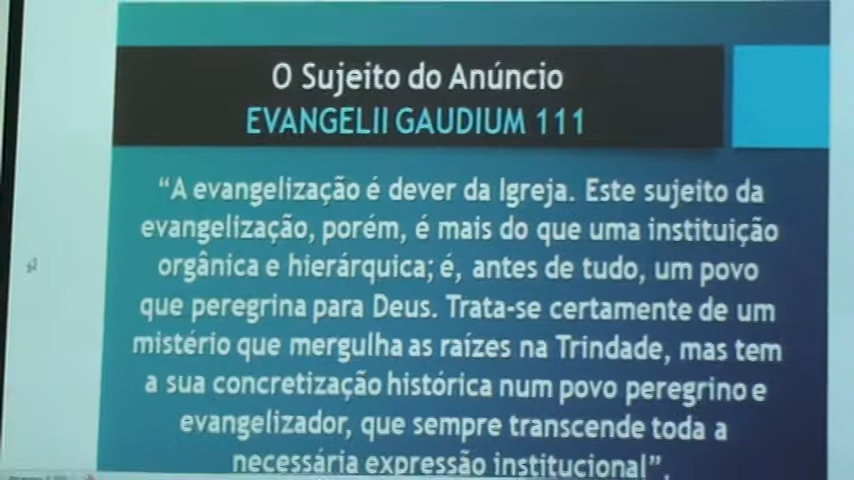 O Sujeito do Anúncio
EVANGELII GAUDIUM 111
“A evangelização é dever da Igreja. Este sujeito da
evangelização, porém, é mais do que uma instituição
orgânica e hierárquica; é, antes de tudo, um povo
que peregrina para Deus. Trata-se certamente de um
mistério que mergulha as raízes na Trindade, mas tem
a sua concretização histórica num povo peregrino e
evangelizador, que sempre transcende toda a
necessária expressão institucional”.